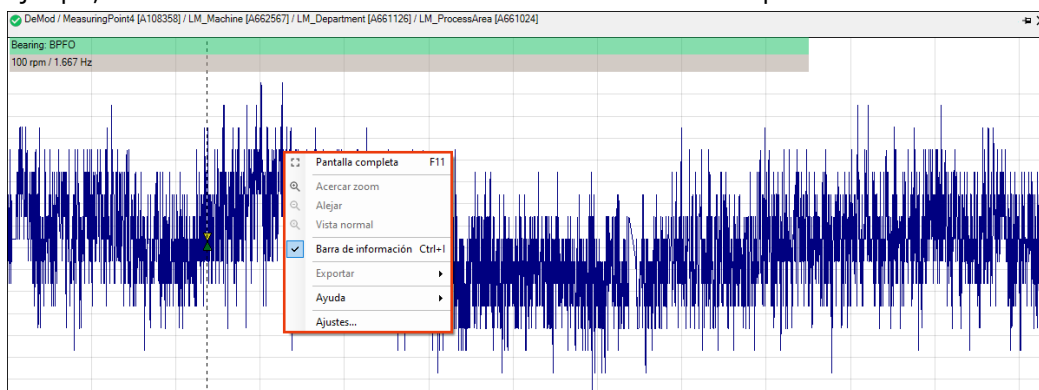 DeMod / MeasuringPoint4 [A108358] / LM_Machine [A662567] / LM_Department [A661126] / LM_ProcessArea [A661024]
Bearing: BPFO
100 rpm / 1.667 Hz
Pantalla completa F11
Acercar zoom
Alejar
Vista normal
Barra de información Ctrl+I
Exportar
Ayuda
Ajustes...